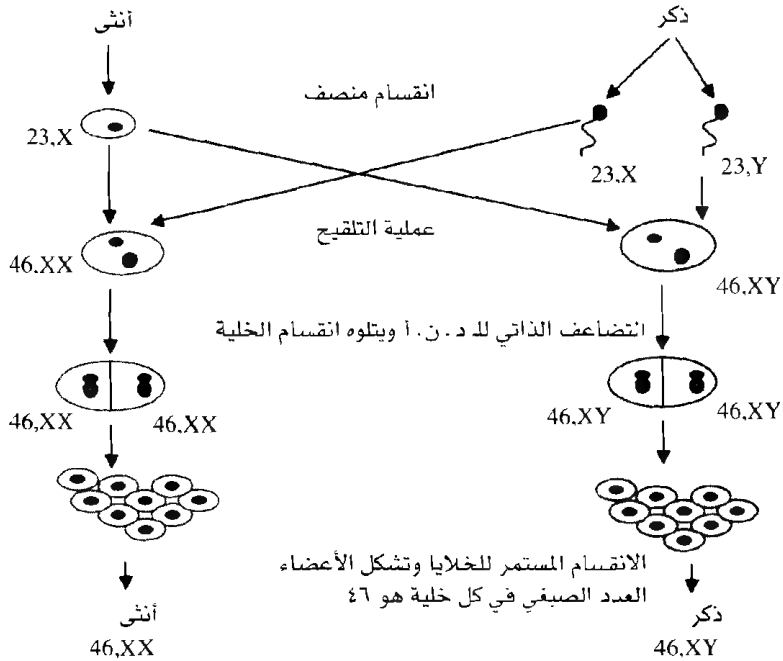 ذكر
أنثى
انقسام منصف
23,X
23,X
23,Y
عملية التلقيح
46,XX
46,XY
التضاعف الذاتي للـ د . ن . أ ويتلوه انقسام الخلية
46,XX
46,XX
46,XY
46,XY
الانقسام المستمر للخلايا وتشكل الأعضاء
العدد الصبغي في كل خلية هو ٤٦
ذكر
46,XY
أنثى
46,XX